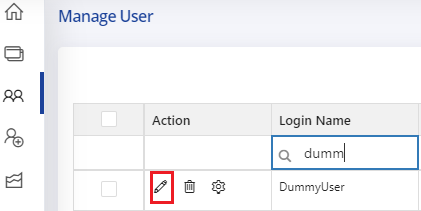 Manage User
Action Login Name
dumm
DummyUser